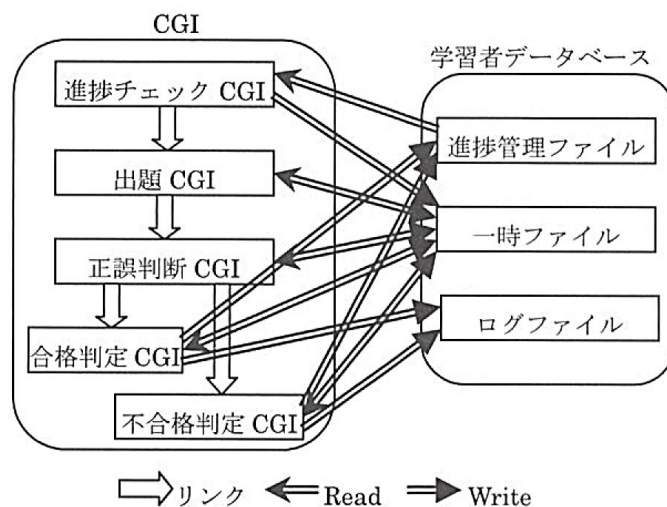 CGI
進捗チェック CGI
出題 CGI
正誤判断 CGI
合格判定 CGI
不合格判定 CGI
学習者データベース
進捗管理ファイル
一時ファイル
ログファイル
リンク Read Write